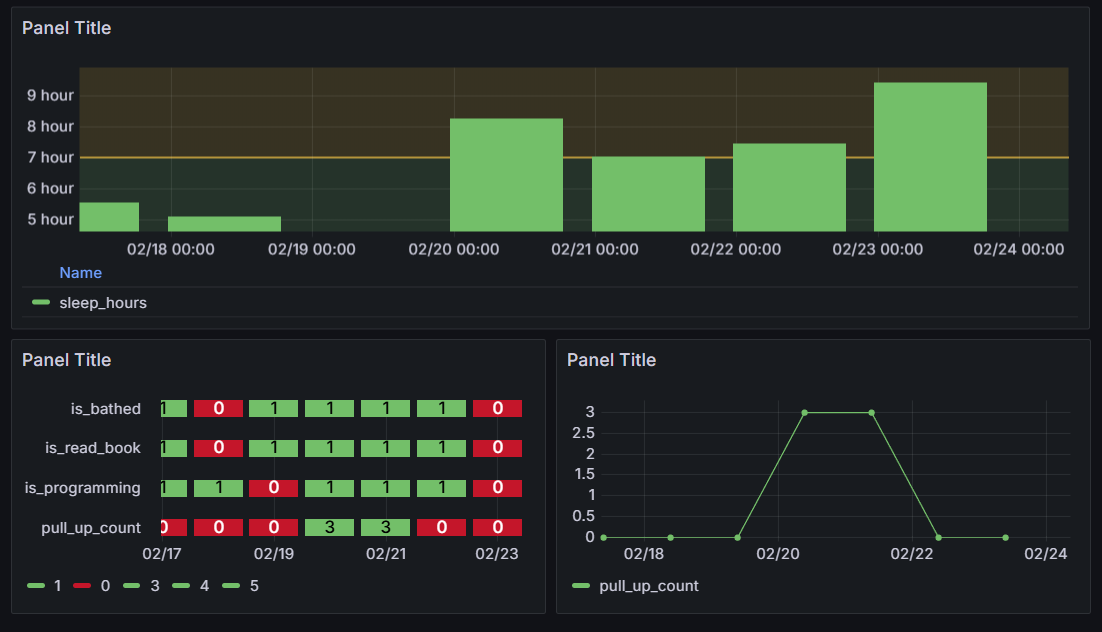 Panel Title
9 hour
8 hour
7 hour
6 hour
5 hour
02/18 00:00 02/19 00:00 02/20 00:00 02/21 00:00 02/22 00:00 02/23 00:00 02/24 00:00
Name
sleep_hours
Panel Title
is_bathed 1 0 1 1 1 1 0
is_read_book 1 0 1 1 1 1 0
is_programming 1 1 0 1 1 1 0
pull_up_count 0 0 0 3 3 0 0
02/17 02/19 02/21 02/23
1 0 3 4 5
Panel Title
3
2.5
2
1.5
1
0.5
0
02/18 02/20 02/22 02/24
pull_up_count